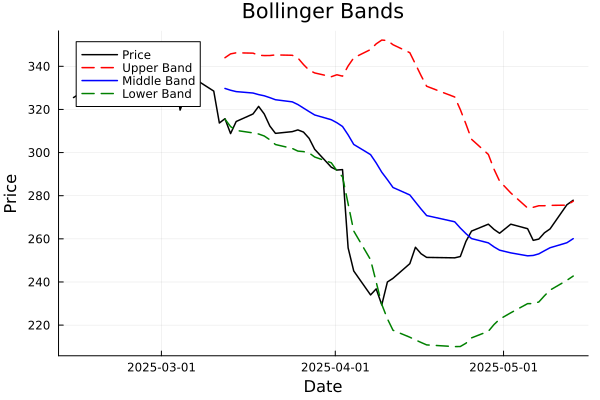 Bollinger Bands
Price
Upper Band
Middle Band
Lower Band
Price
340
320
300
280
260
240
220
2025-03-01
2025-04-01
2025-05-01
Date